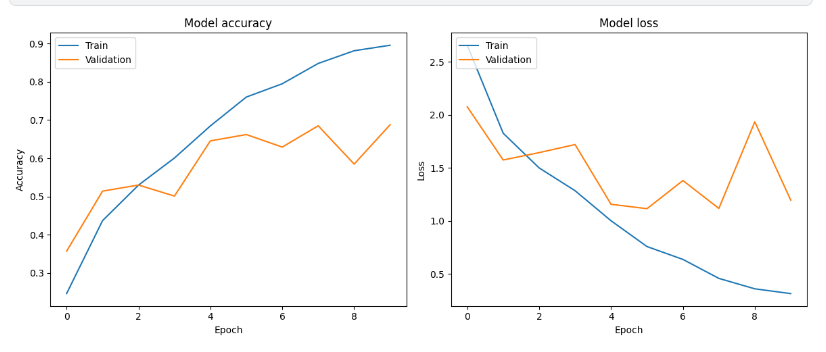 Model accuracy
Train
Validation
0.9
0.8
0.7
0.6
0.5
0.4
0.3
Accuracy
0 2 4 6 8
Epoch
Model loss
Train
Validation
2.5
2.0
1.5
1.0
0.5
Loss
0 2 4 6 8
Epoch